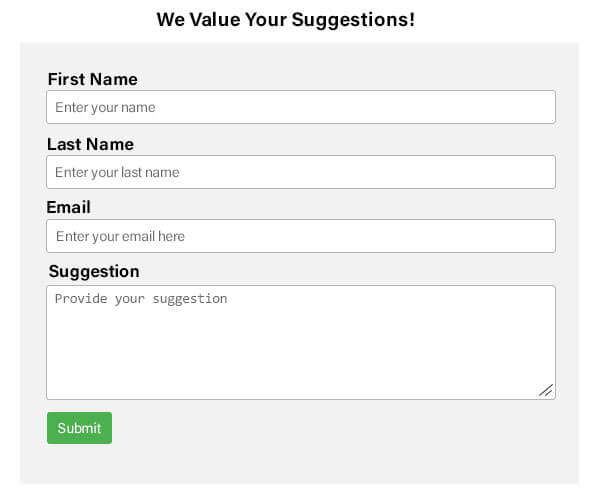 We Value Your Suggestions!
First Name
Enter your name
Last Name
Enter your last name
Email
Enter your email here
Suggestion
Provide your suggestion
Submit